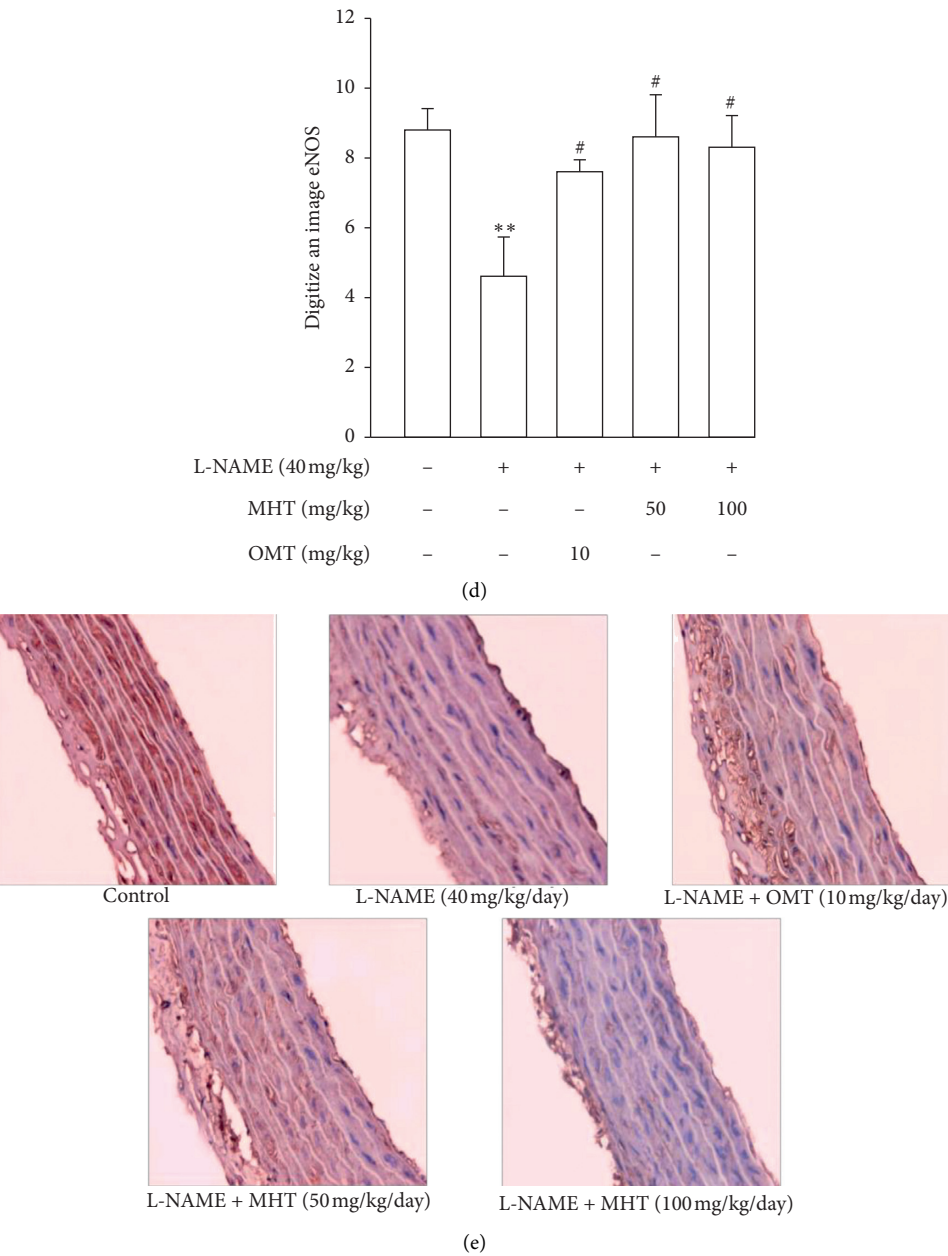 12
10
8
6
4
2
0
Digitize an image eNOS
**
#
#
#
L-NAME (40 mg/kg) – + + + +
MHT (mg/kg) – – – 50 100
OMT (mg/kg) – – 10 – –
(d)
Control
L-NAME (40 mg/kg/day)
L-NAME + OMT (10 mg/kg/day)
L-NAME + MHT (50 mg/kg/day)
L-NAME + MHT (100 mg/kg/day)
(e)